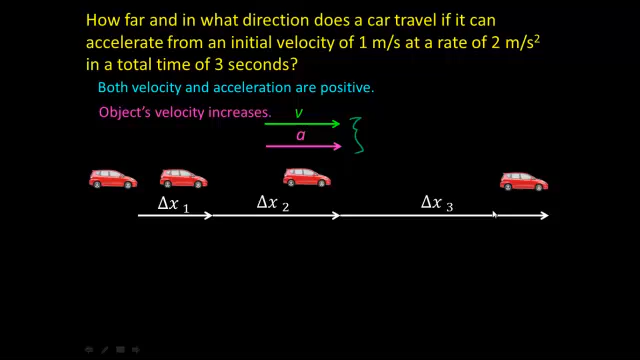 How far and in what direction does a car travel if it can
accelerate from an initial velocity of 1 m/s at a rate of 2 m/s²
in a total time of 3 seconds?
Both velocity and acceleration are positive.
Object's velocity increases.
v
a
Δx 1 Δx 2 Δx 3